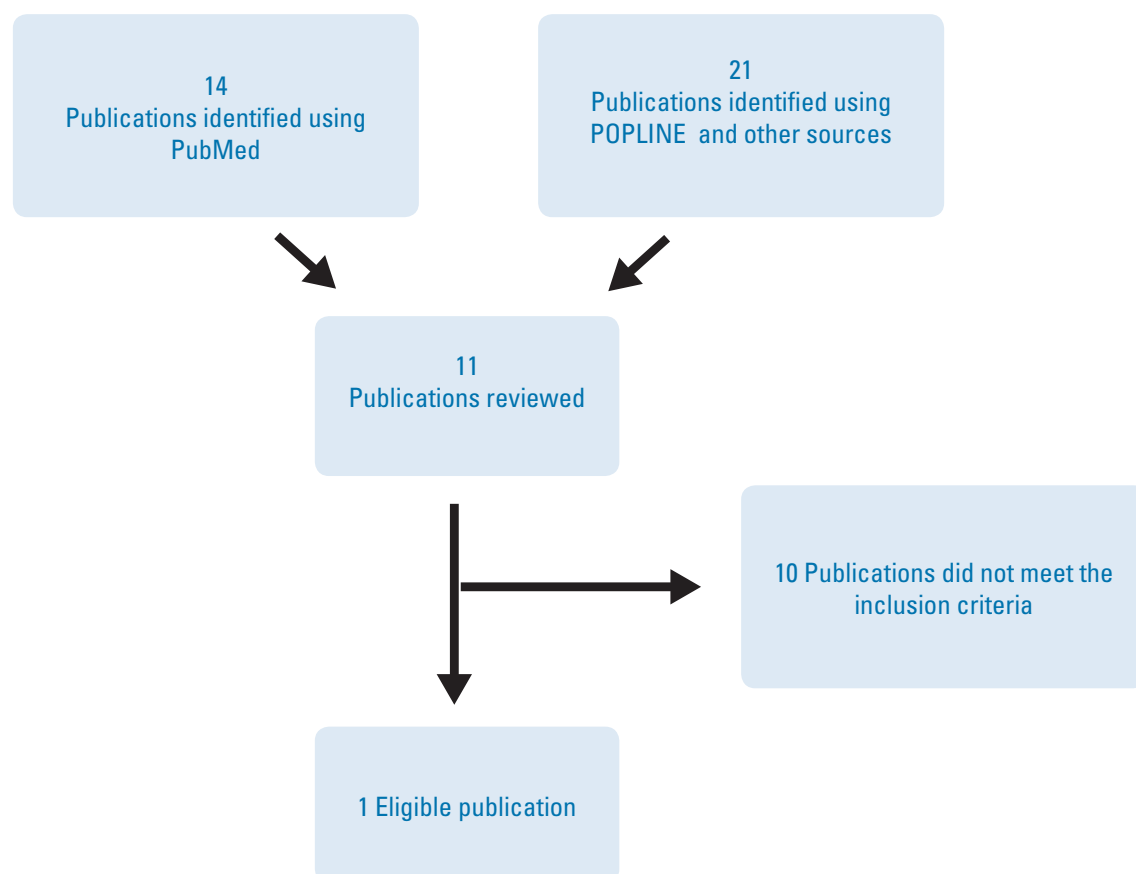 14
Publications identified using
PubMed
21
Publications identified using
POPLINE and other sources
11
Publications reviewed
10 Publications did not meet the
inclusion criteria
1 Eligible publication